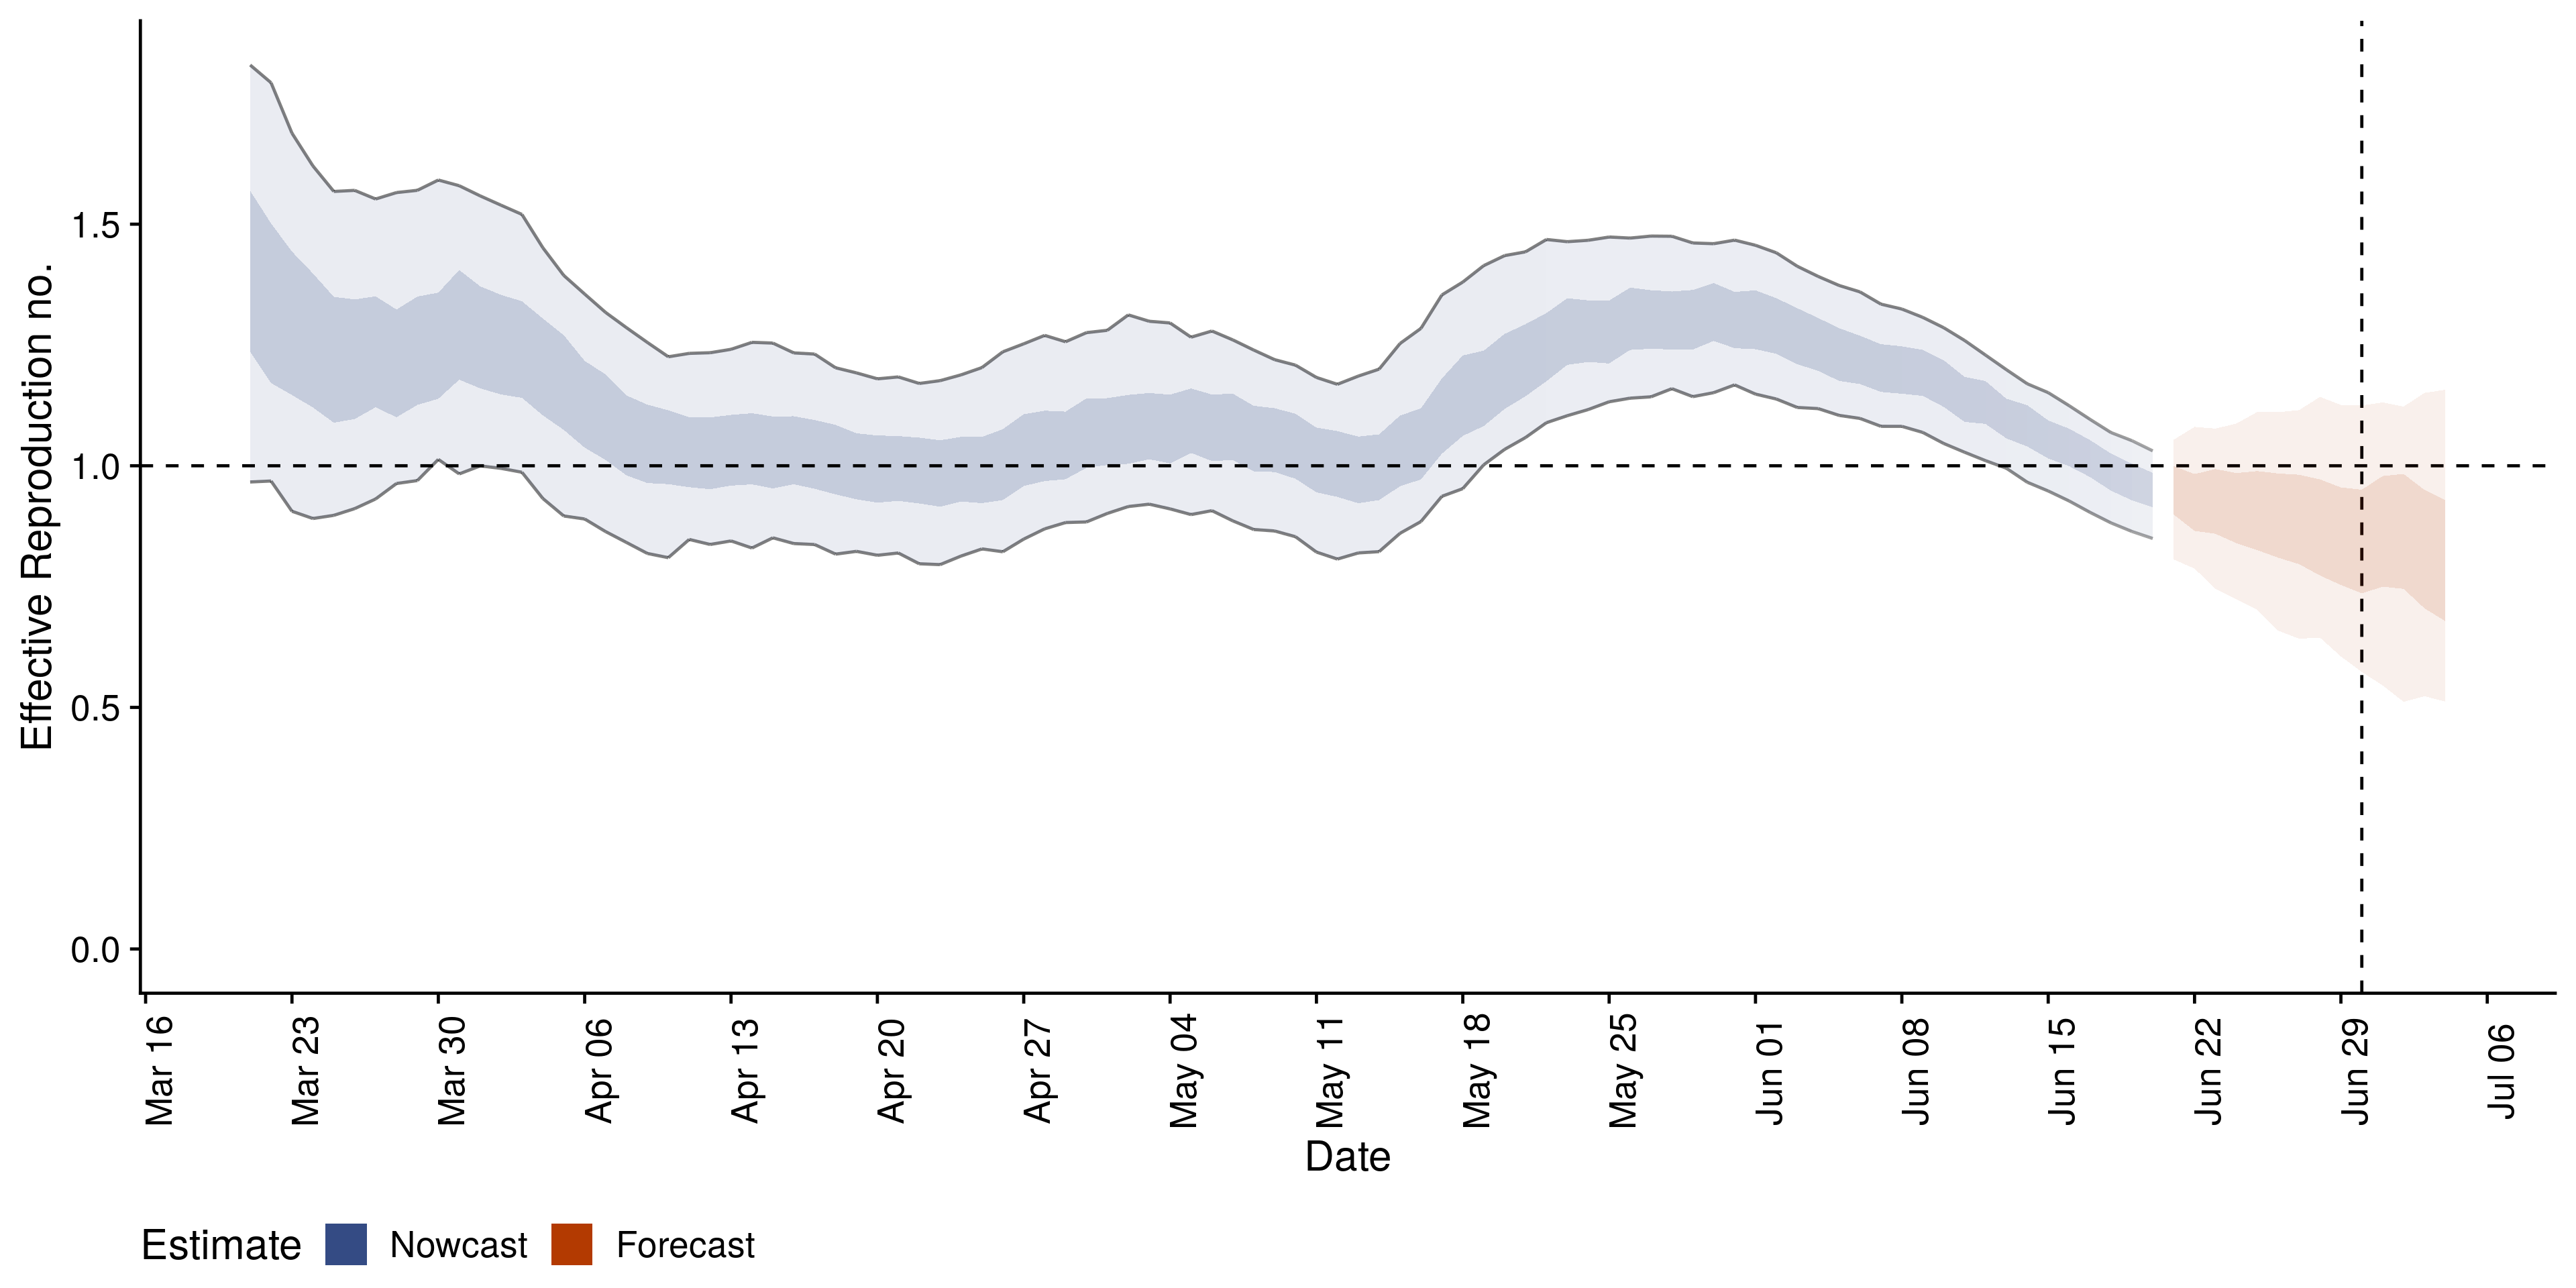 Effective Reproduction no.
1.5
1.0
0.5
0.0
Mar 16
Mar 23
Mar 30
Apr 06
Apr 13
Apr 20
Apr 27
May 04
May 11
May 18
May 25
Jun 01
Jun 08
Jun 15
Jun 22
Jun 29
Jul 06
Date
Estimate Nowcast Forecast